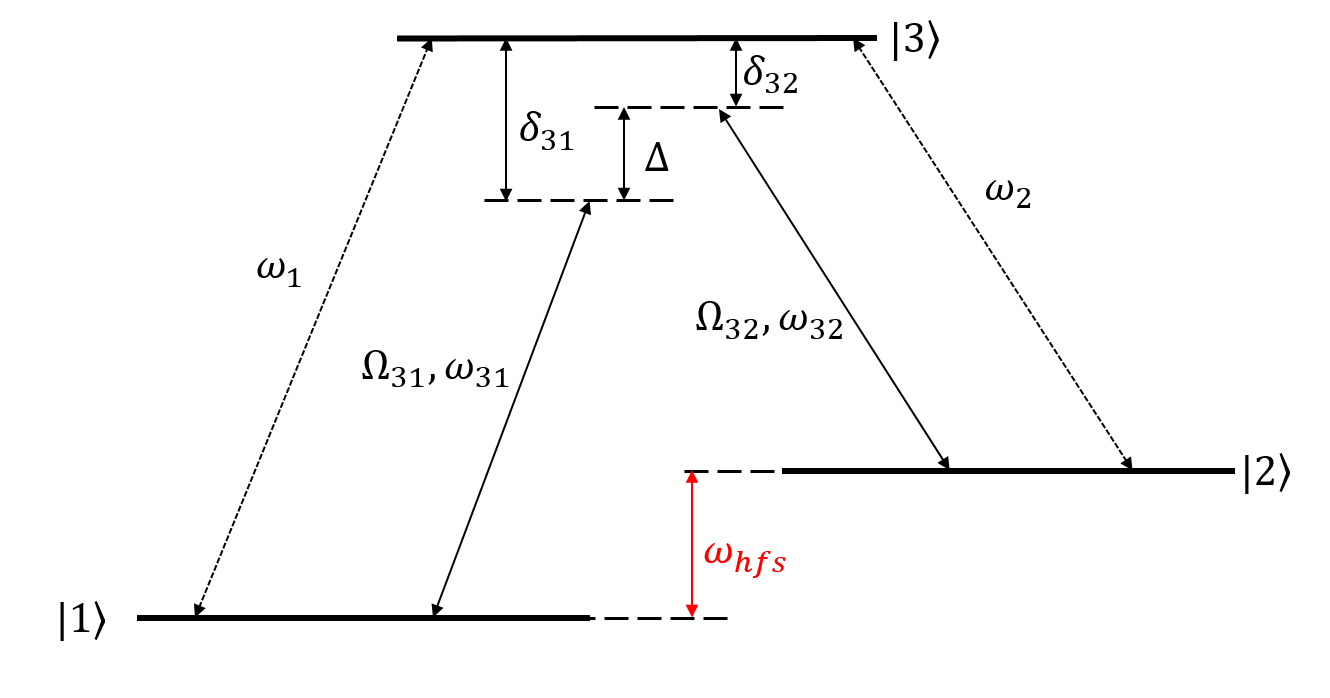 |3⟩
δ₃₂
δ₃₁
Δ
ω₂
ω₁
Ω₃₂, ω₃₂
Ω₃₁, ω₃₁
|2⟩
ω_hfs
|1⟩